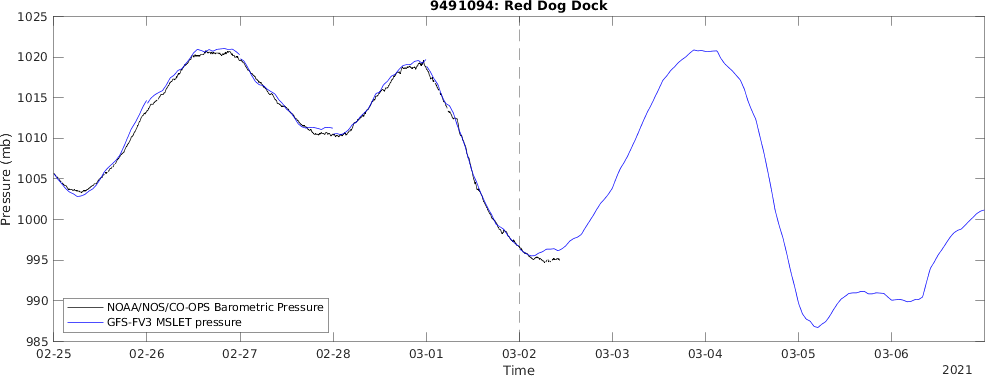 9491094: Red Dog Dock
Pressure (mb)
1025
1020
1015
1010
1005
1000
995
990
985
NOAA/NOS/CO-OPS Barometric Pressure
GFS-FV3 MSLET pressure
02-25 02-26 02-27 02-28 03-01 03-02 03-03 03-04 03-05 03-06
Time
2021